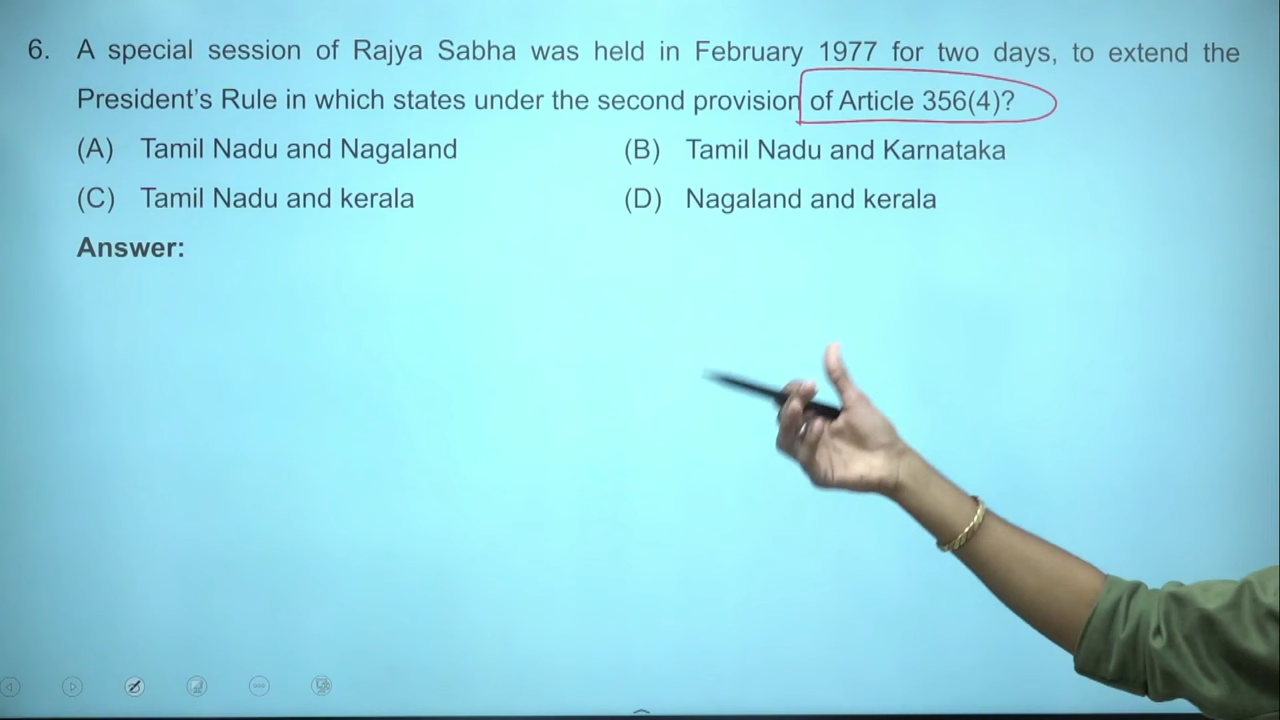 6. A special session of Rajya Sabha was held in February 1977 for two days, to extend the
President's Rule in which states under the second provision of Article 356(4)?
(A) Tamil Nadu and Nagaland (B) Tamil Nadu and Karnataka
(C) Tamil Nadu and kerala (D) Nagaland and kerala
Answer: